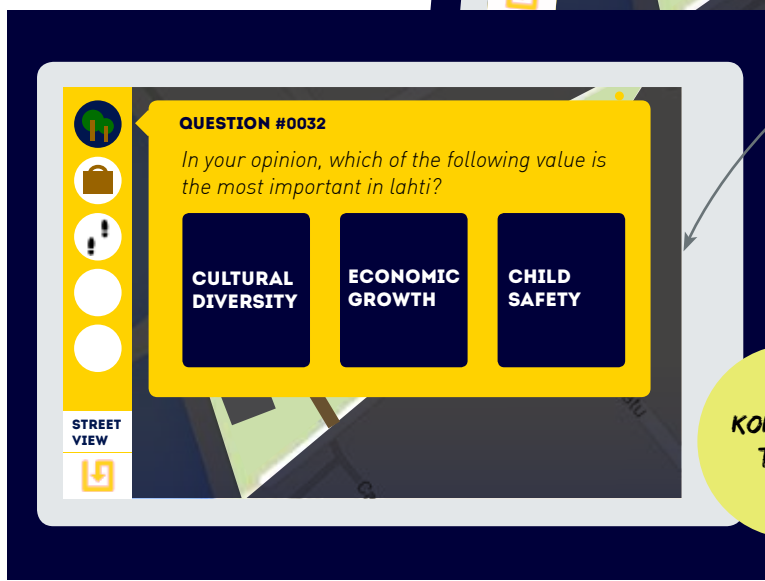 QUESTION #0032
In your opinion, which of the following value is
the most important in lahti?
CULTURAL
DIVERSITY
ECONOMIC
GROWTH
CHILD
SAFETY
STREET
VIEW